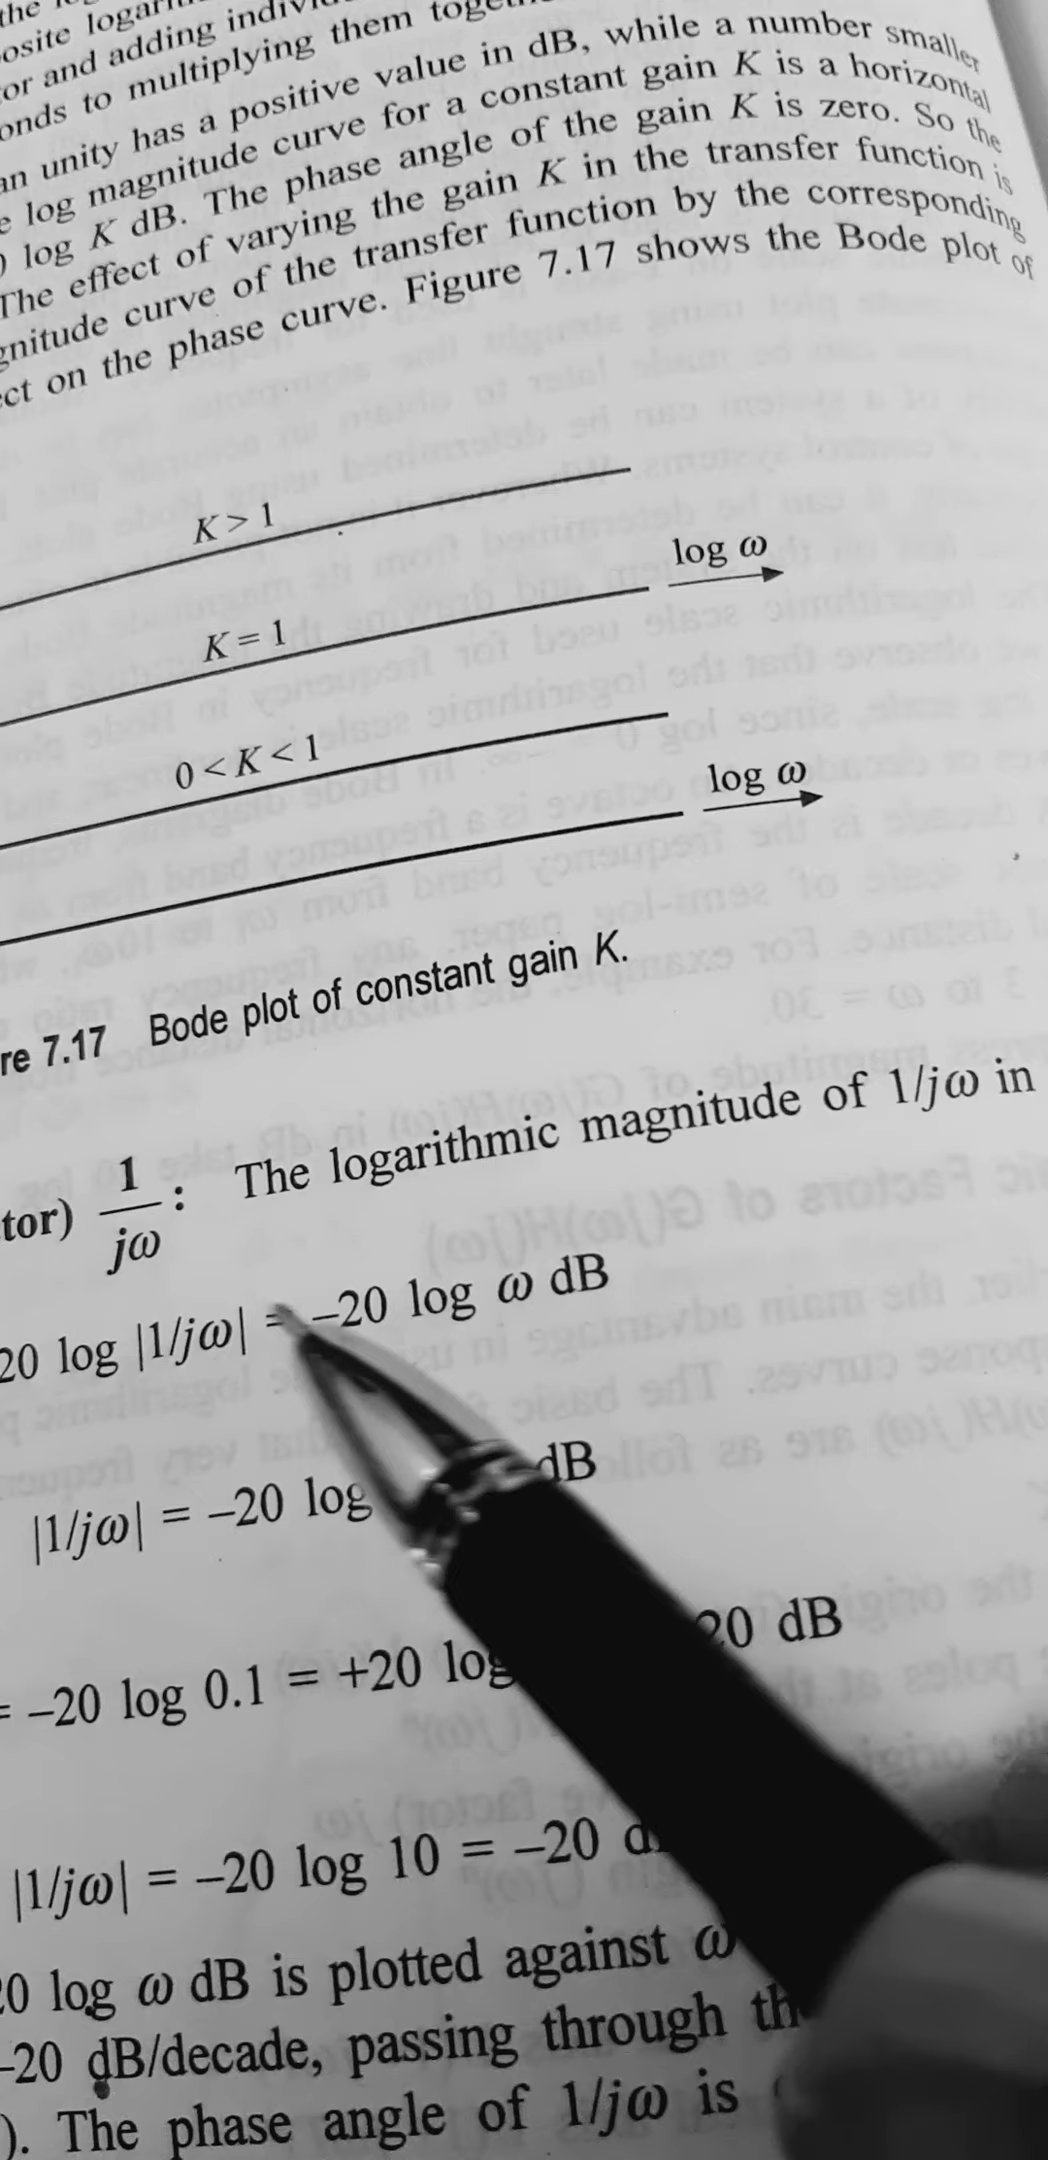 the
osite
or and adding
onds to multiplying them
an unity has a positive value in dB, while a number smaller
e log magnitude curve for a constant gain K is a horizontal
) log K dB. The phase angle of the gain K is zero. So the
The effect of varying the gain K in the transfer function is
gnitude curve of the transfer function by the corresponding
ect on the phase curve. Figure 7.17 shows the Bode plot of
K > 1
log ω
K = 1
0 < K < 1
log ω
re 7.17 Bode plot of constant gain K.
tor) 1/jω : The logarithmic magnitude of 1/jω in
20 log |1/jω| = –20 log ω dB
|1/jω| = –20 log dB
= –20 log 0.1 = +20 log 20 dB
|1/jω| = –20 log 10 = –20 d
20 log ω dB is plotted against ω
–20 dB/decade, passing through th
). The phase angle of 1/jω is